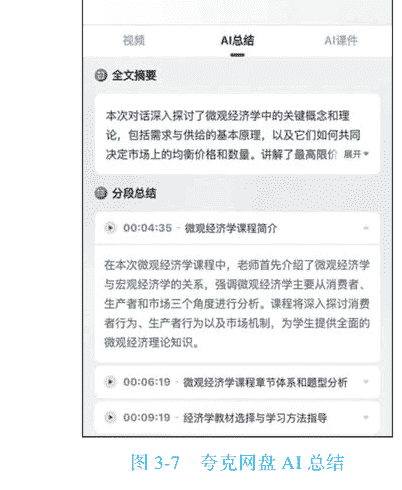 视频 AI总结 AI课件
全文摘要
本次对话深入探讨了微观经济学中的关键概念和理
论，包括需求与供给的基本原理，以及它们如何共同
决定市场上的均衡价格和数量。讲解了最高限价 展开
分段总结
00:04:35 - 微观经济学课程简介
在本次微观经济学课程中，老师首先介绍了微观经济学
与宏观经济学的关系，强调微观经济学主要从消费者、
生产者和市场三个角度进行分析。课程将深入探讨消费
者行为、生产者行为以及市场机制，为学生提供全面的
微观经济理论知识。
00:06:19 - 微观经济学课程章节体系和题型分析
00:09:19 - 经济学教材选择与学习方法指导
图 3-7 夸克网盘 AI 总结